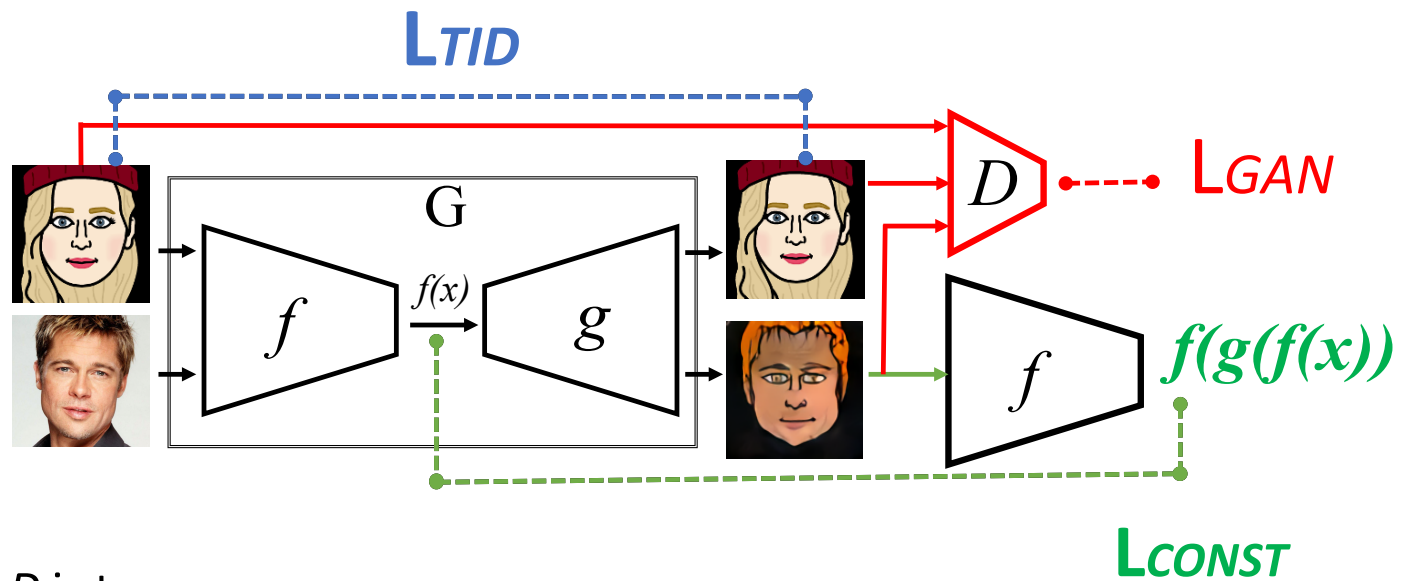 LTID
G
D
LGAN
f(x)
f
g
f
f(g(f(x))
LCONST